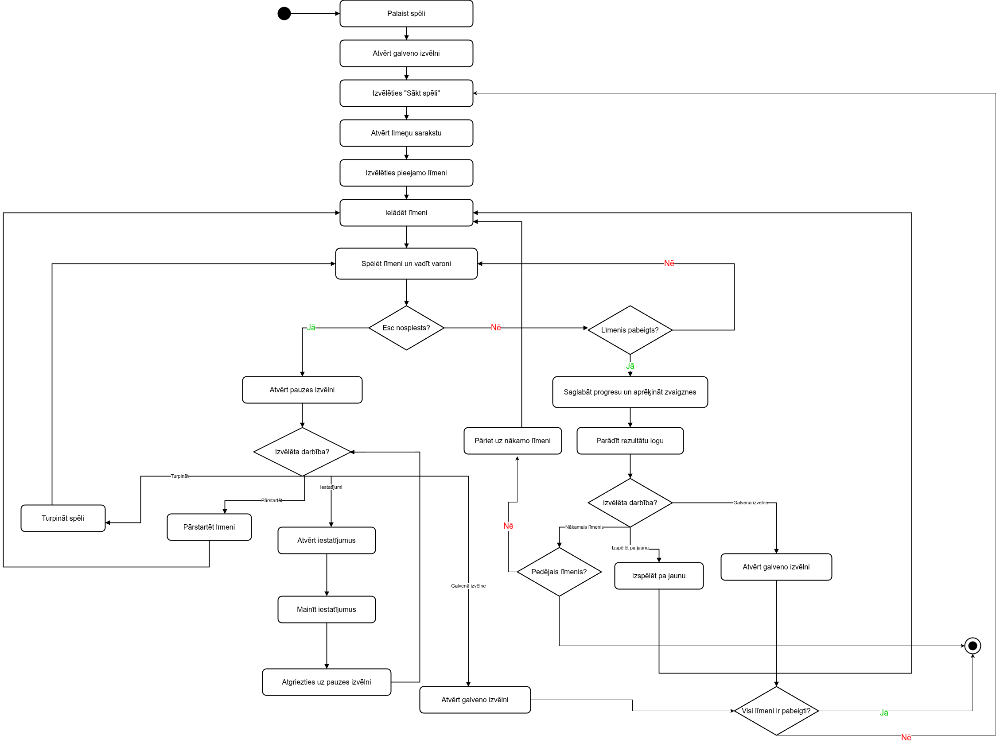 Palaist spēli
Atvērt galveno izvēlni
Izvēlēties "Sākt spēli"
Atvērt līmeņu sarakstu
Izvēlēties pieejamo līmeni
Ielādēt līmeni
Spēlēt līmeni un vadīt varoni
Nē
Jā
Esc nospiests?
Nē
Līmenis pabeigts?
Jā
Atvērt pauzes izvēlni
Saglabāt progresu un aprēķināt zvaigznes
Izvēlēta darbība?
Pāriet uz nākamo līmeni
Parādīt rezultātu logu
Turpināt
Iestatījumi
Pārstartēt
Izvēlēta darbība?
Galvenā izvēlne
Turpināt spēli
Pārstartēt līmeni
Nē
Nākamais līmenis
Atvērt iestatījumus
Izspēlēt pa jaunu
Pedējais līmenis?
Izspēlēt pa jaunu
Atvērt galveno izvēlni
Galvenā izvēlne
Mainīt iestatījumus
Atgriezties uz pauzes izvēlni
Atvērt galveno izvēlni
Visi līmeni ir pabeigti?
Jā
Nē